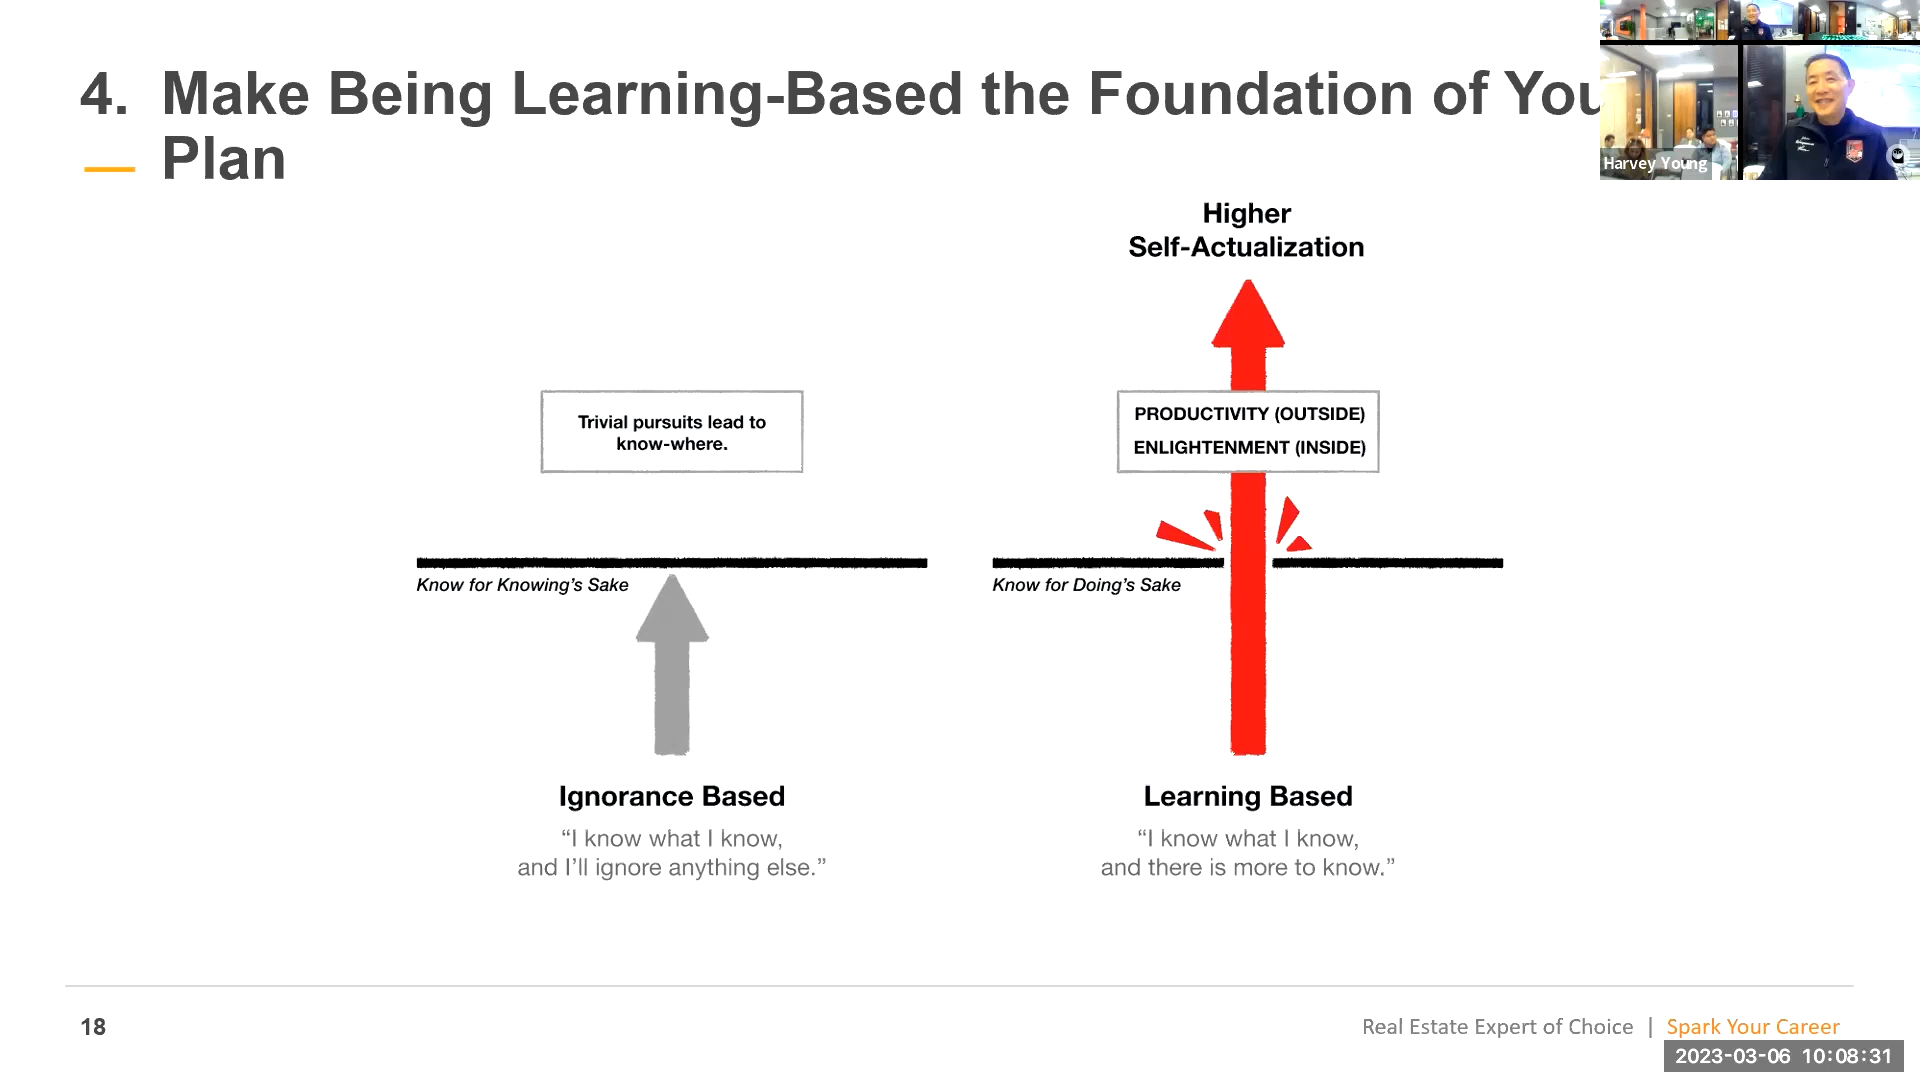 4. Make Being Learning-Based the Foundation of You
Plan
Harvey Young
Higher
Self-Actualization
Trivial pursuits lead to
know-where.
PRODUCTIVITY (OUTSIDE)
ENLIGHTENMENT (INSIDE)
Know for Knowing's Sake
Know for Doing's Sake
Ignorance Based
“I know what I know,
and I’ll ignore anything else.”
Learning Based
“I know what I know,
and there is more to know.”
18
Real Estate Expert of Choice | Spark Your Career
2023-03-06 10:08:31